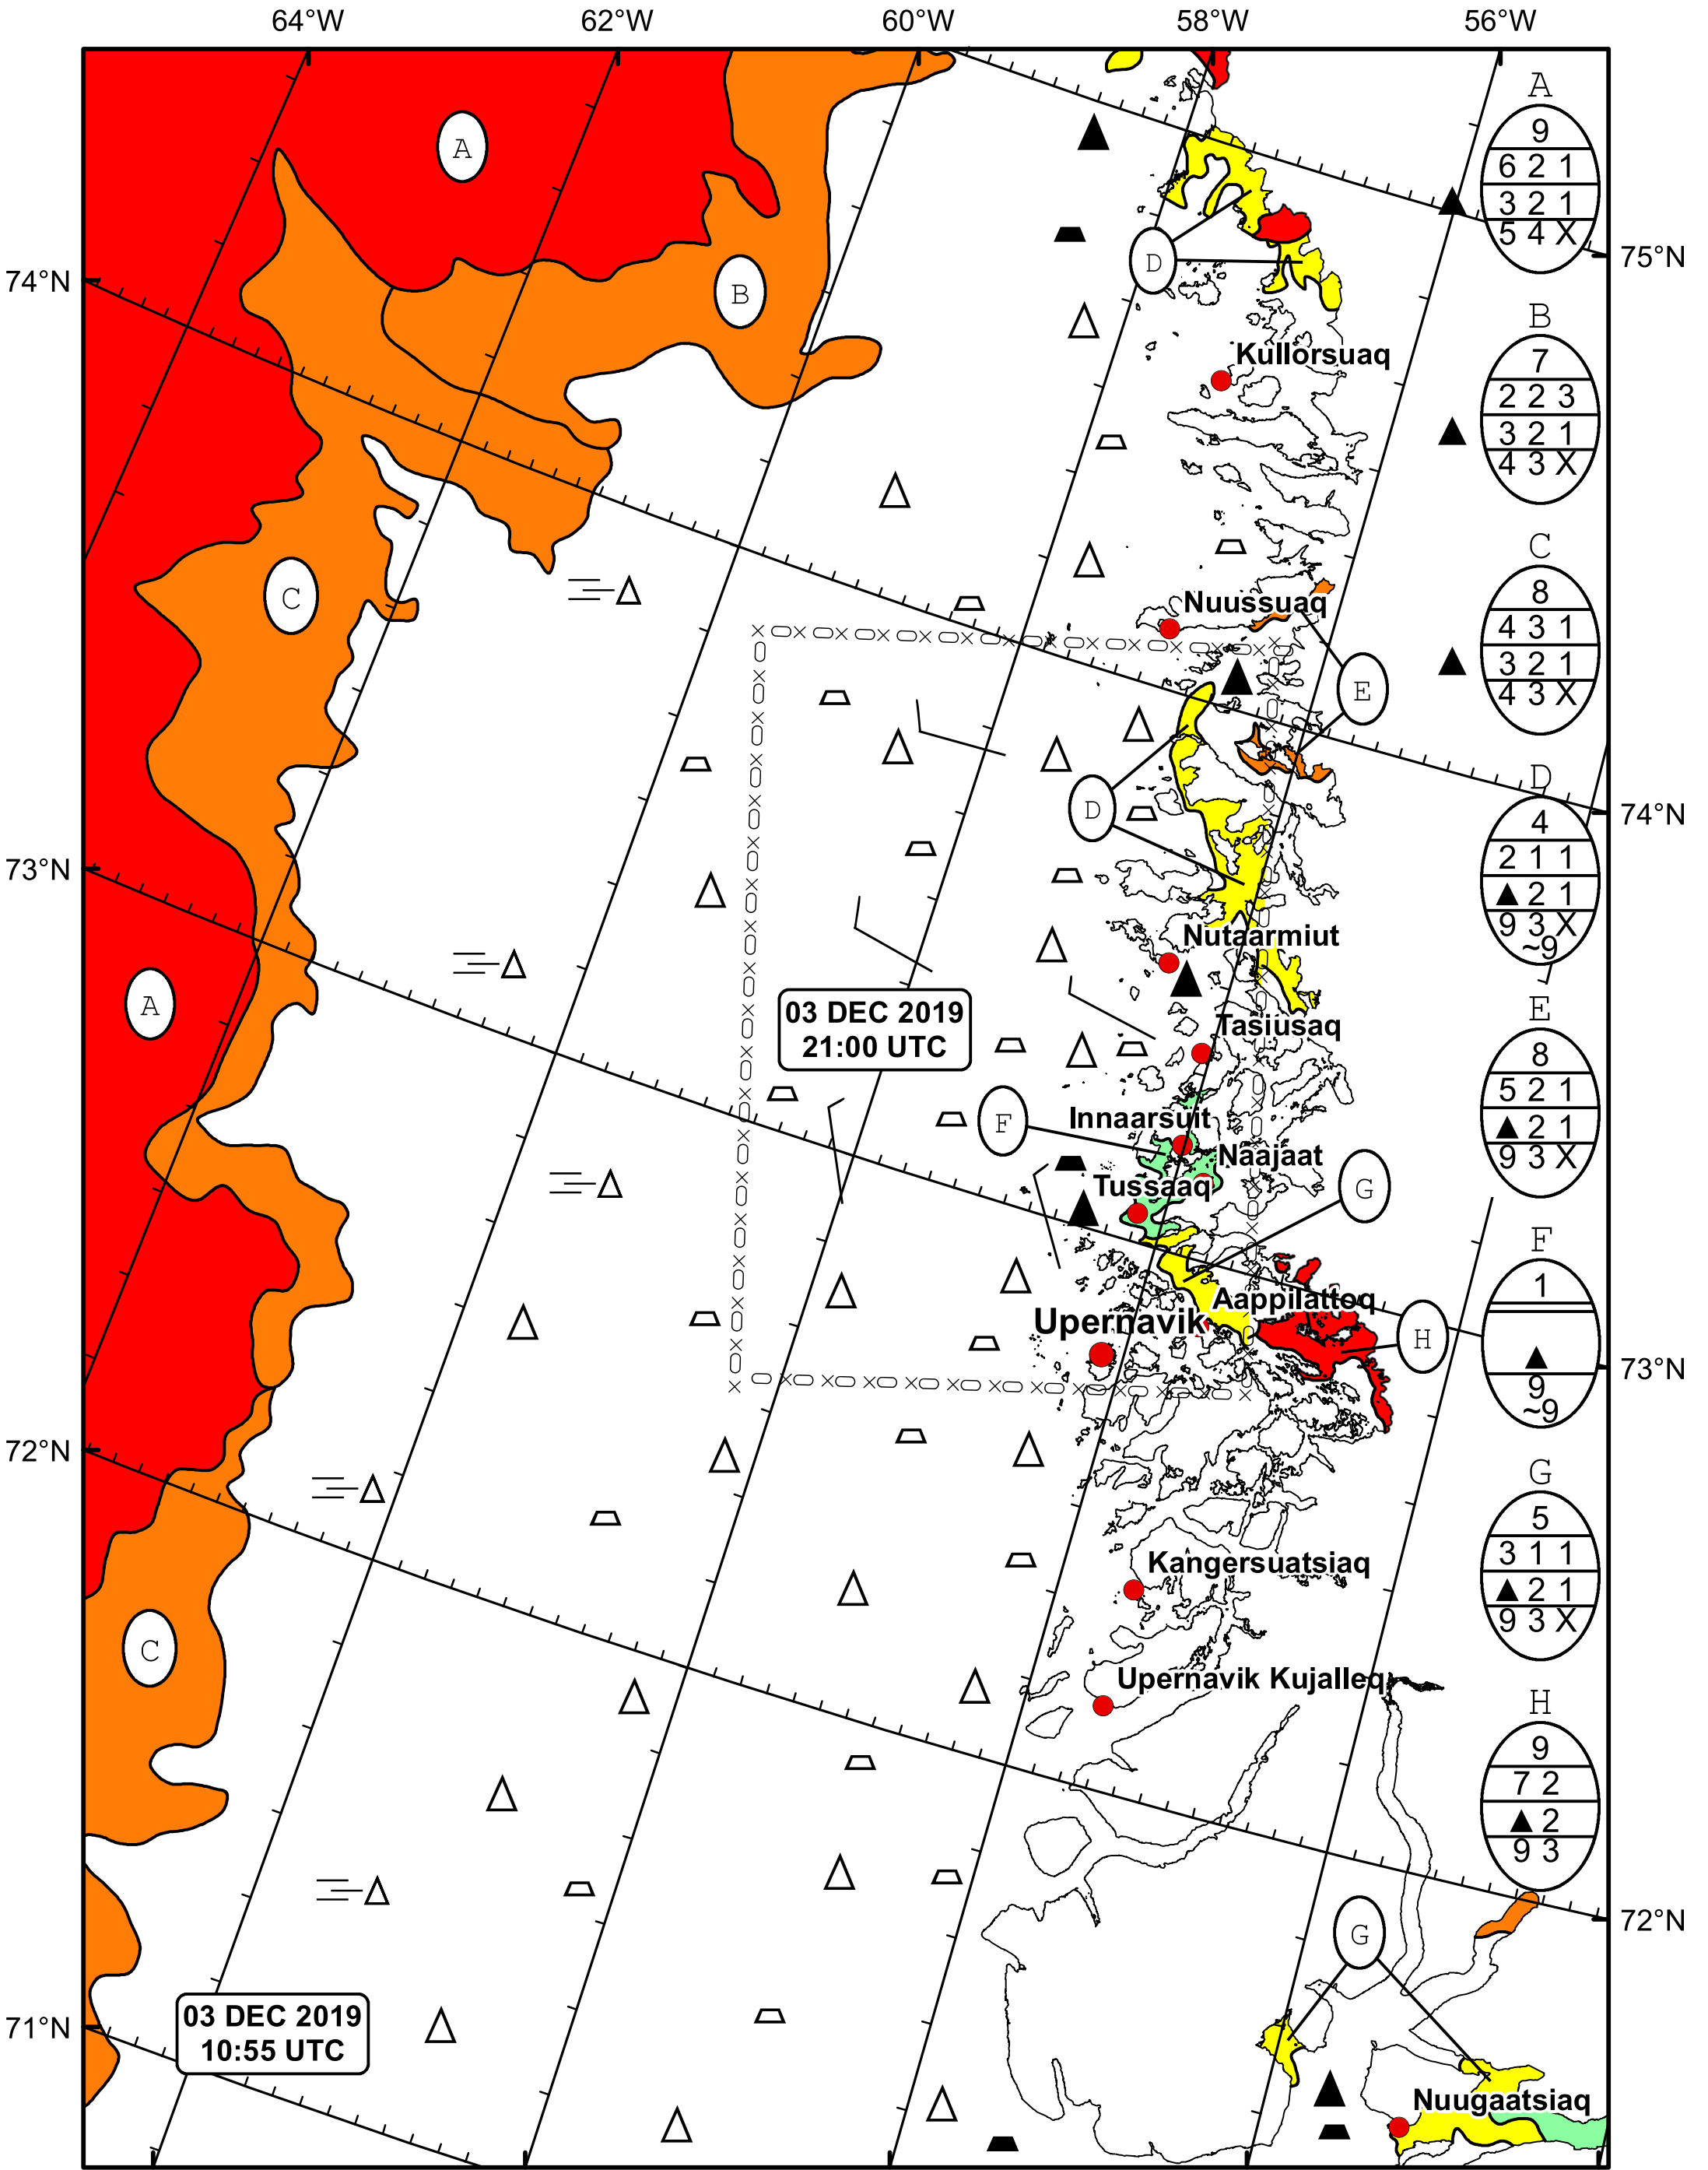 64°W 62°W 60°W 58°W 56°W
74°N
73°N
72°N
71°N
75°N
74°N
73°N
72°N
A
B
C
A
C
D
Kullorsuaq
Nuussuaq
E
D
Nutaarmiut
03 DEC 2019
21:00 UTC
Tasiusaq
F
Innaarsuit
Naajaat
Tussaaq
G
Aappilattoq
Upernavik
H
Kangersuatsiaq
Upernavik Kujalleq
G
Nuugaatsiaq
03 DEC 2019
10:55 UTC
A
9
6 2 1
3 2 1
5 4 X
B
7
2 2 3
3 2 1
4 3 X
C
8
4 3 1
3 2 1
4 3 X
D
4
2 1 1
▲ 2 1
9 3 X
~9
E
8
5 2 1
▲ 2 1
9 3 X
F
1
▲
9
~9
G
5
3 1 1
▲ 2 1
9 3 X
H
9
7 2
▲ 2
9 3